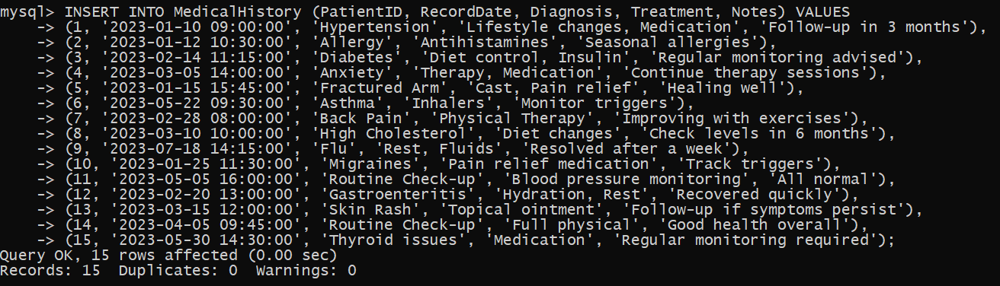 mysql> INSERT INTO MedicalHistory (PatientID, RecordDate, Diagnosis, Treatment, Notes) VALUES
    -> (1, '2023-01-10 09:00:00', 'Hypertension', 'Lifestyle changes, Medication', 'Follow-up in 3 months'),
    -> (2, '2023-01-12 10:30:00', 'Allergy', 'Antihistamines', 'Seasonal allergies'),
    -> (3, '2023-02-14 11:15:00', 'Diabetes', 'Diet control, Insulin', 'Regular monitoring advised'),
    -> (4, '2023-03-05 14:00:00', 'Anxiety', 'Therapy, Medication', 'Continue therapy sessions'),
    -> (5, '2023-01-15 15:45:00', 'Fractured Arm', 'Cast, Pain relief', 'Healing well'),
    -> (6, '2023-05-22 09:30:00', 'Asthma', 'Inhalers', 'Monitor triggers'),
    -> (7, '2023-02-28 08:00:00', 'Back Pain', 'Physical Therapy', 'Improving with exercises'),
    -> (8, '2023-03-10 10:00:00', 'High Cholesterol', 'Diet changes', 'Check levels in 6 months'),
    -> (9, '2023-07-18 14:15:00', 'Flu', 'Rest, Fluids', 'Resolved after a week'),
    -> (10, '2023-01-25 11:30:00', 'Migraines', 'Pain relief medication', 'Track triggers'),
    -> (11, '2023-05-05 16:00:00', 'Routine Check-up', 'Blood pressure monitoring', 'All normal'),
    -> (12, '2023-02-20 13:00:00', 'Gastroenteritis', 'Hydration, Rest', 'Recovered quickly'),
    -> (13, '2023-03-15 12:00:00', 'Skin Rash', 'Topical ointment', 'Follow-up if symptoms persist'),
    -> (14, '2023-04-05 09:45:00', 'Routine Check-up', 'Full physical', 'Good health overall'),
    -> (15, '2023-05-30 14:30:00', 'Thyroid issues', 'Medication', 'Regular monitoring required');
Query OK, 15 rows affected (0.00 sec)
Records: 15  Duplicates: 0  Warnings: 0